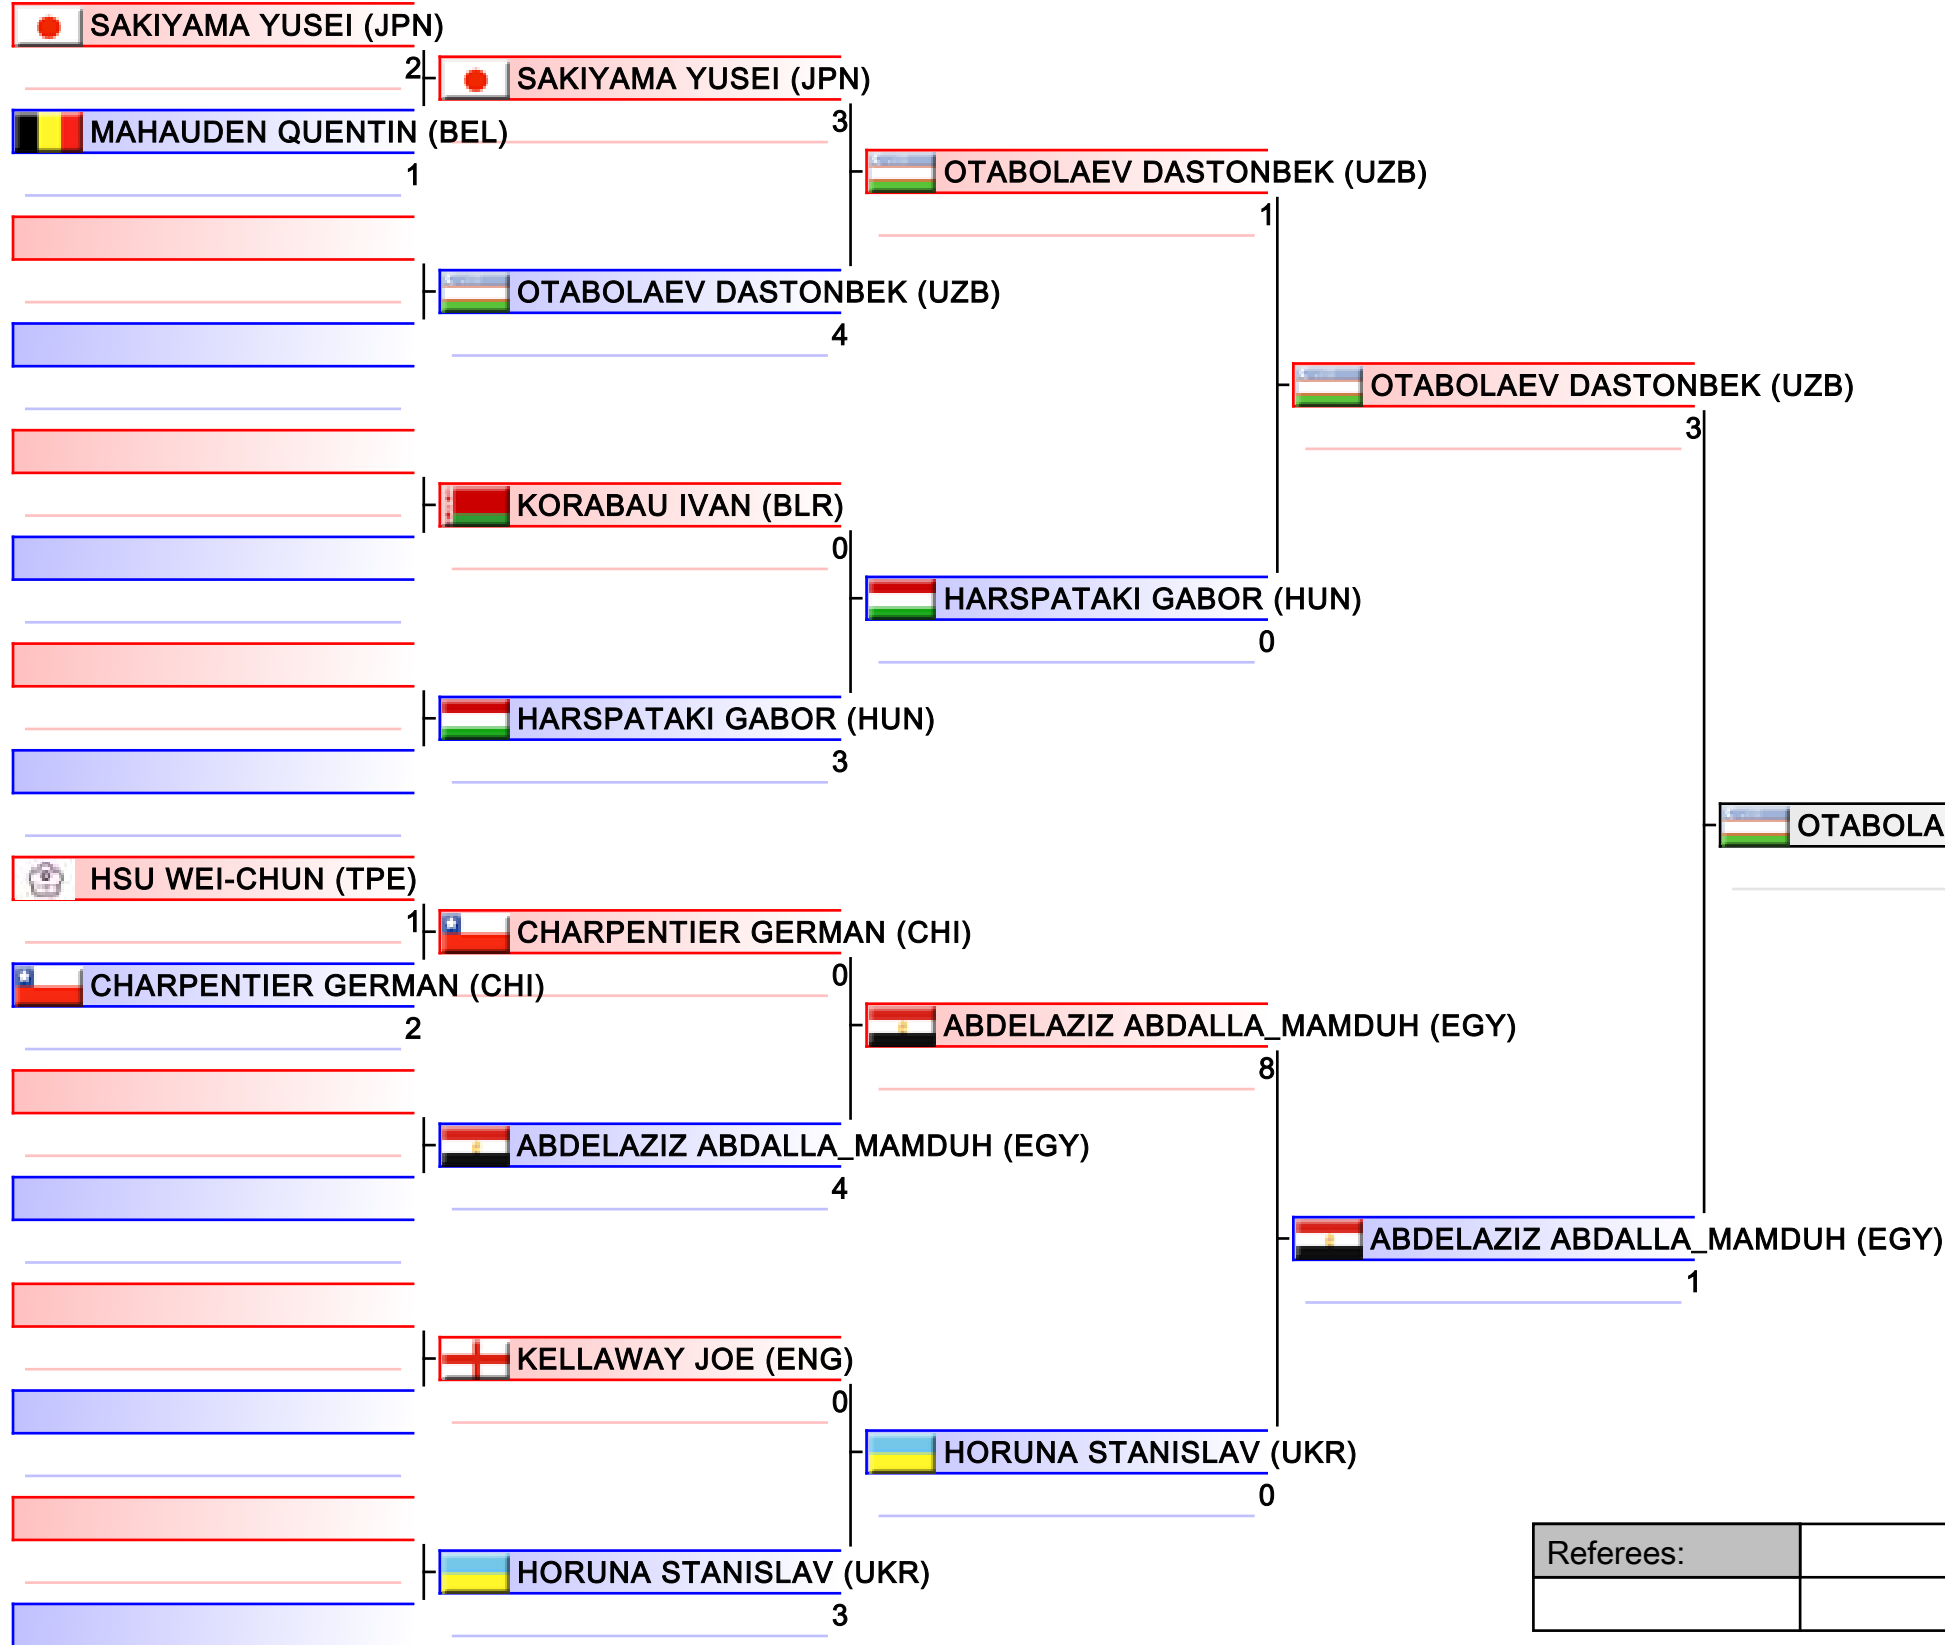 SAKIYAMA YUSEI (JPN)
2
SAKIYAMA YUSEI (JPN)
3
MAHAUDEN QUENTIN (BEL)
1
OTABOLAEV DASTONBEK (UZB)
1
OTABOLAEV DASTONBEK (UZB)
4
OTABOLAEV DASTONBEK (UZB)
3
KORABAU IVAN (BLR)
0
HARSPATAKI GABOR (HUN)
0
HARSPATAKI GABOR (HUN)
3
OTABOLA
HSU WEI-CHUN (TPE)
1
CHARPENTIER GERMAN (CHI)
0
CHARPENTIER GERMAN (CHI)
2
ABDELAZIZ ABDALLA_MAMDUH (EGY)
8
ABDELAZIZ ABDALLA_MAMDUH (EGY)
4
ABDELAZIZ ABDALLA_MAMDUH (EGY)
1
KELLAWAY JOE (ENG)
0
HORUNA STANISLAV (UKR)
0
HORUNA STANISLAV (UKR)
3
Referees: